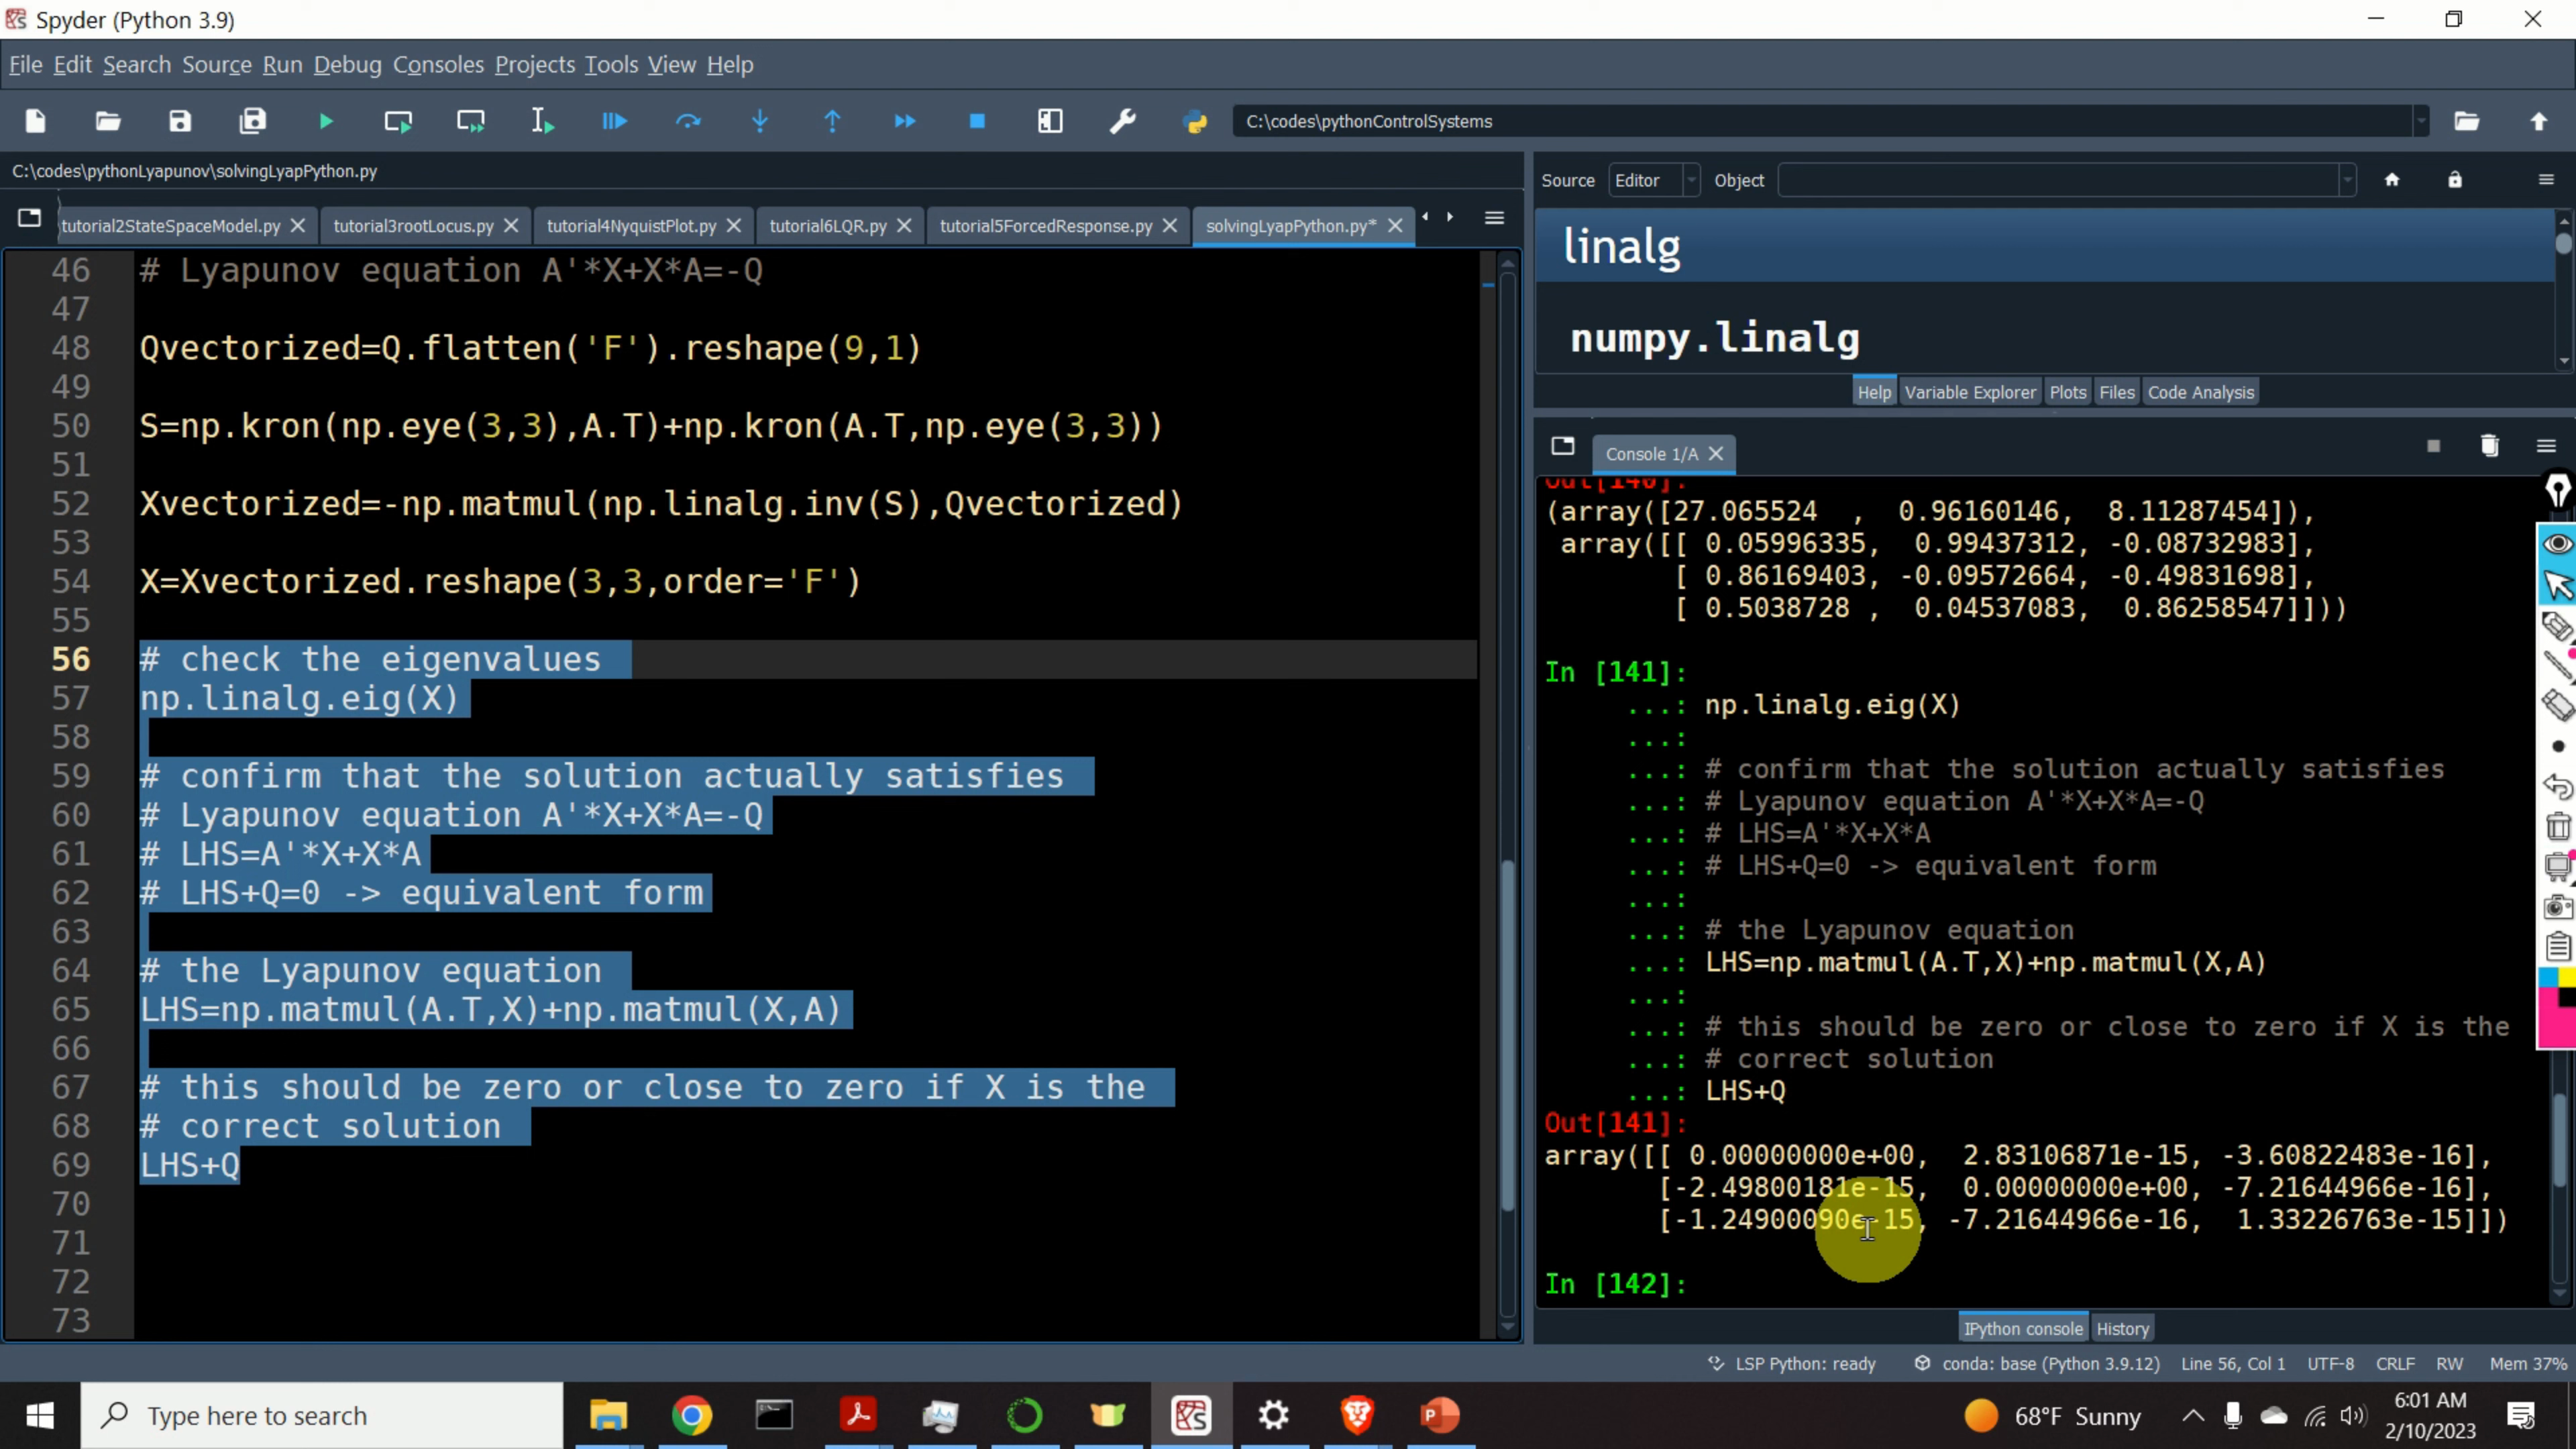 Spyder (Python 3.9)
File Edit Search Source Run Debug Consoles Projects Tools View Help
C:\codes\pythonControlSystems
C:\codes\pythonLyapunov\solvingLyapPython.py
tutorial2StateSpaceModel.py tutorial3rootLocus.py tutorial4NyquistPlot.py tutorial6LQR.py tutorial5ForcedResponse.py solvingLyapPython.py*
46 # Lyapunov equation A'*X+X*A=-Q
47
48 Qvectorized=Q.flatten('F').reshape(9,1)
49
50 S=np.kron(np.eye(3,3),A.T)+np.kron(A.T,np.eye(3,3))
51
52 Xvectorized=-np.matmul(np.linalg.inv(S),Qvectorized)
53
54 X=Xvectorized.reshape(3,3,order='F')
55
56 # check the eigenvalues
57 np.linalg.eig(X)
58
59 # confirm that the solution actually satisfies
60 # Lyapunov equation A'*X+X*A=-Q
61 # LHS=A'*X+X*A
62 # LHS+Q=0 -> equivalent form
63
64 # the Lyapunov equation
65 LHS=np.matmul(A.T,X)+np.matmul(X,A)
66
67 # this should be zero or close to zero if X is the
68 # correct solution
69 LHS+Q
70
71
72
73
Source Editor Object
linalg
numpy.linalg
Help Variable Explorer Plots Files Code Analysis
Console 1/A
Out[140]:
(array([27.065524  ,  0.96160146,  8.11287454]),
array([[ 0.05996335,  0.99437312, -0.08732983],
[ 0.86169403, -0.09572664, -0.49831698],
[ 0.5038728 ,  0.04537083,  0.86258547]]))
In [141]:
...: np.linalg.eig(X)
...:
...: # confirm that the solution actually satisfies
...: # Lyapunov equation A'*X+X*A=-Q
...: # LHS=A'*X+X*A
...: # LHS+Q=0 -> equivalent form
...:
...: # the Lyapunov equation
...: LHS=np.matmul(A.T,X)+np.matmul(X,A)
...:
...: # this should be zero or close to zero if X is the
...: # correct solution
...: LHS+Q
Out[141]:
array([[ 0.00000000e+00,  2.83106871e-15, -3.60822483e-16],
[-2.49800181e-15,  0.00000000e+00, -7.21644966e-16],
[-1.24900090e-15, -7.21644966e-16,  1.33226763e-15]])
In [142]:
IPython console History
LSP Python: ready conda: base (Python 3.9.12) Line 56, Col 1 UTF-8 CRLF RW Mem 37%
Type here to search
68°F Sunny
6:01 AM
2/10/2023